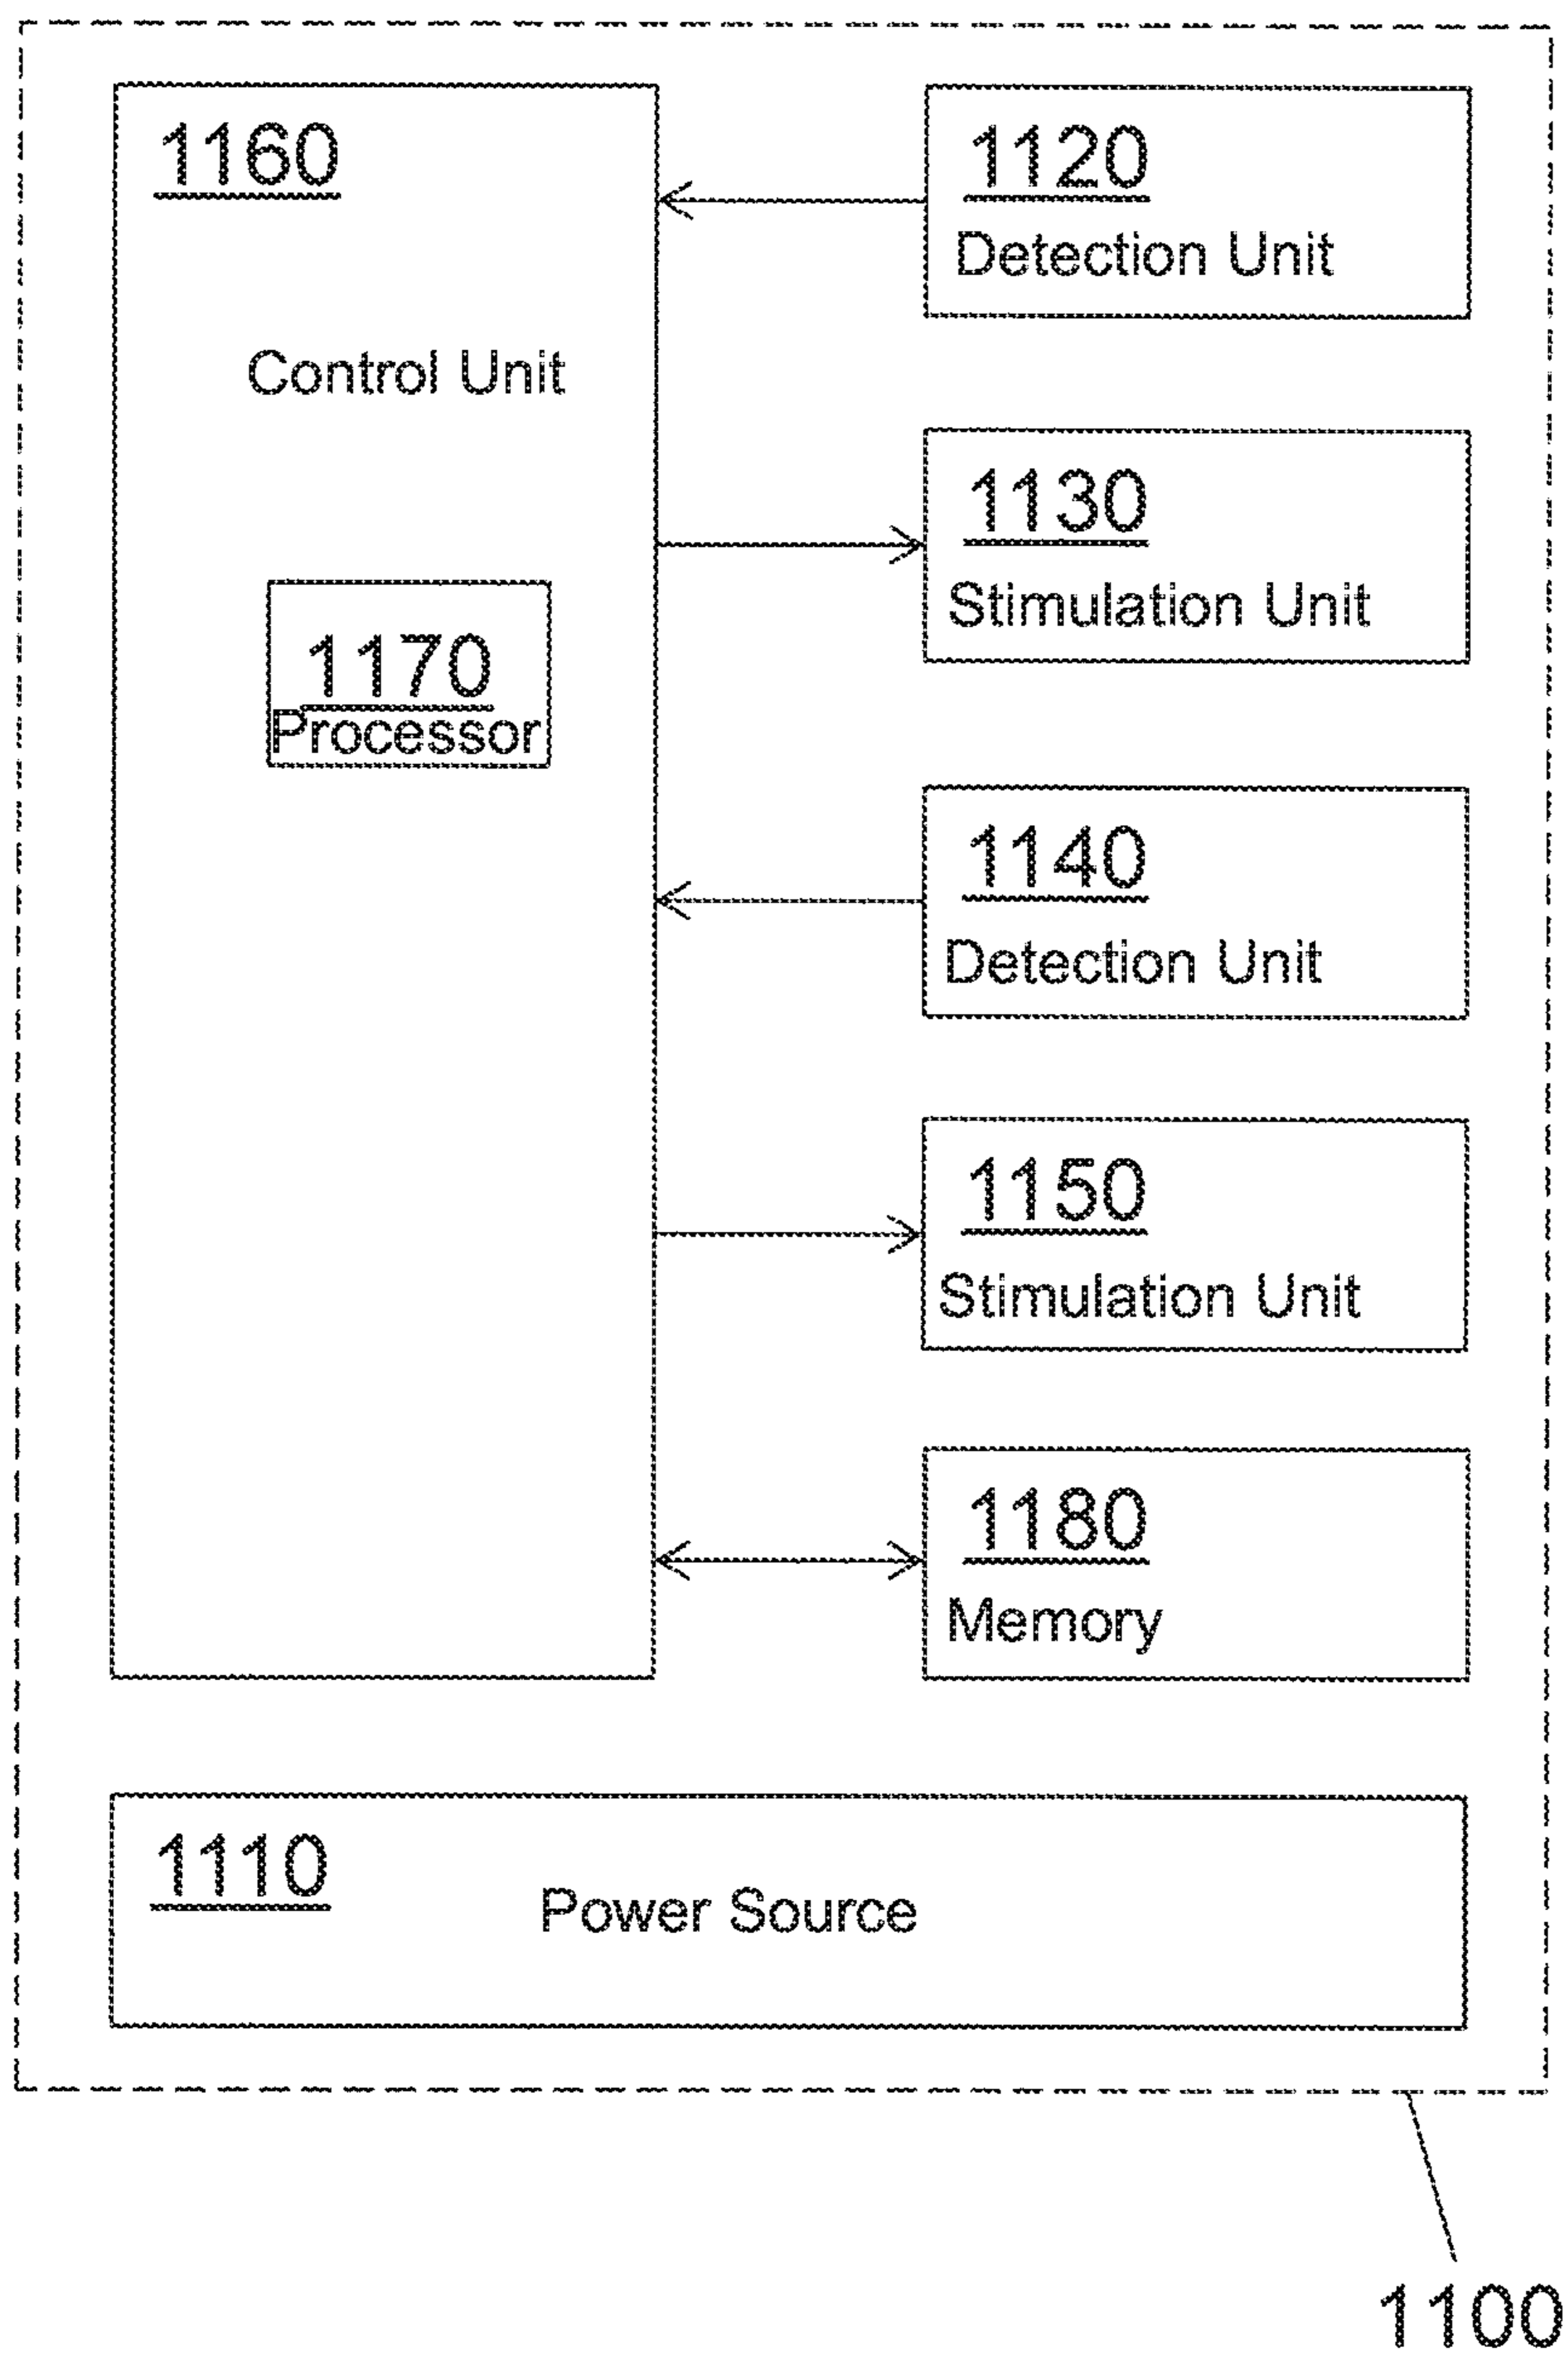 1160
Control Unit
1170
Processor
1120
Detection Unit
1130
Stimulation Unit
1140
Detection Unit
1150
Stimulation Unit
1180
Memory
1110
Power Source
1100